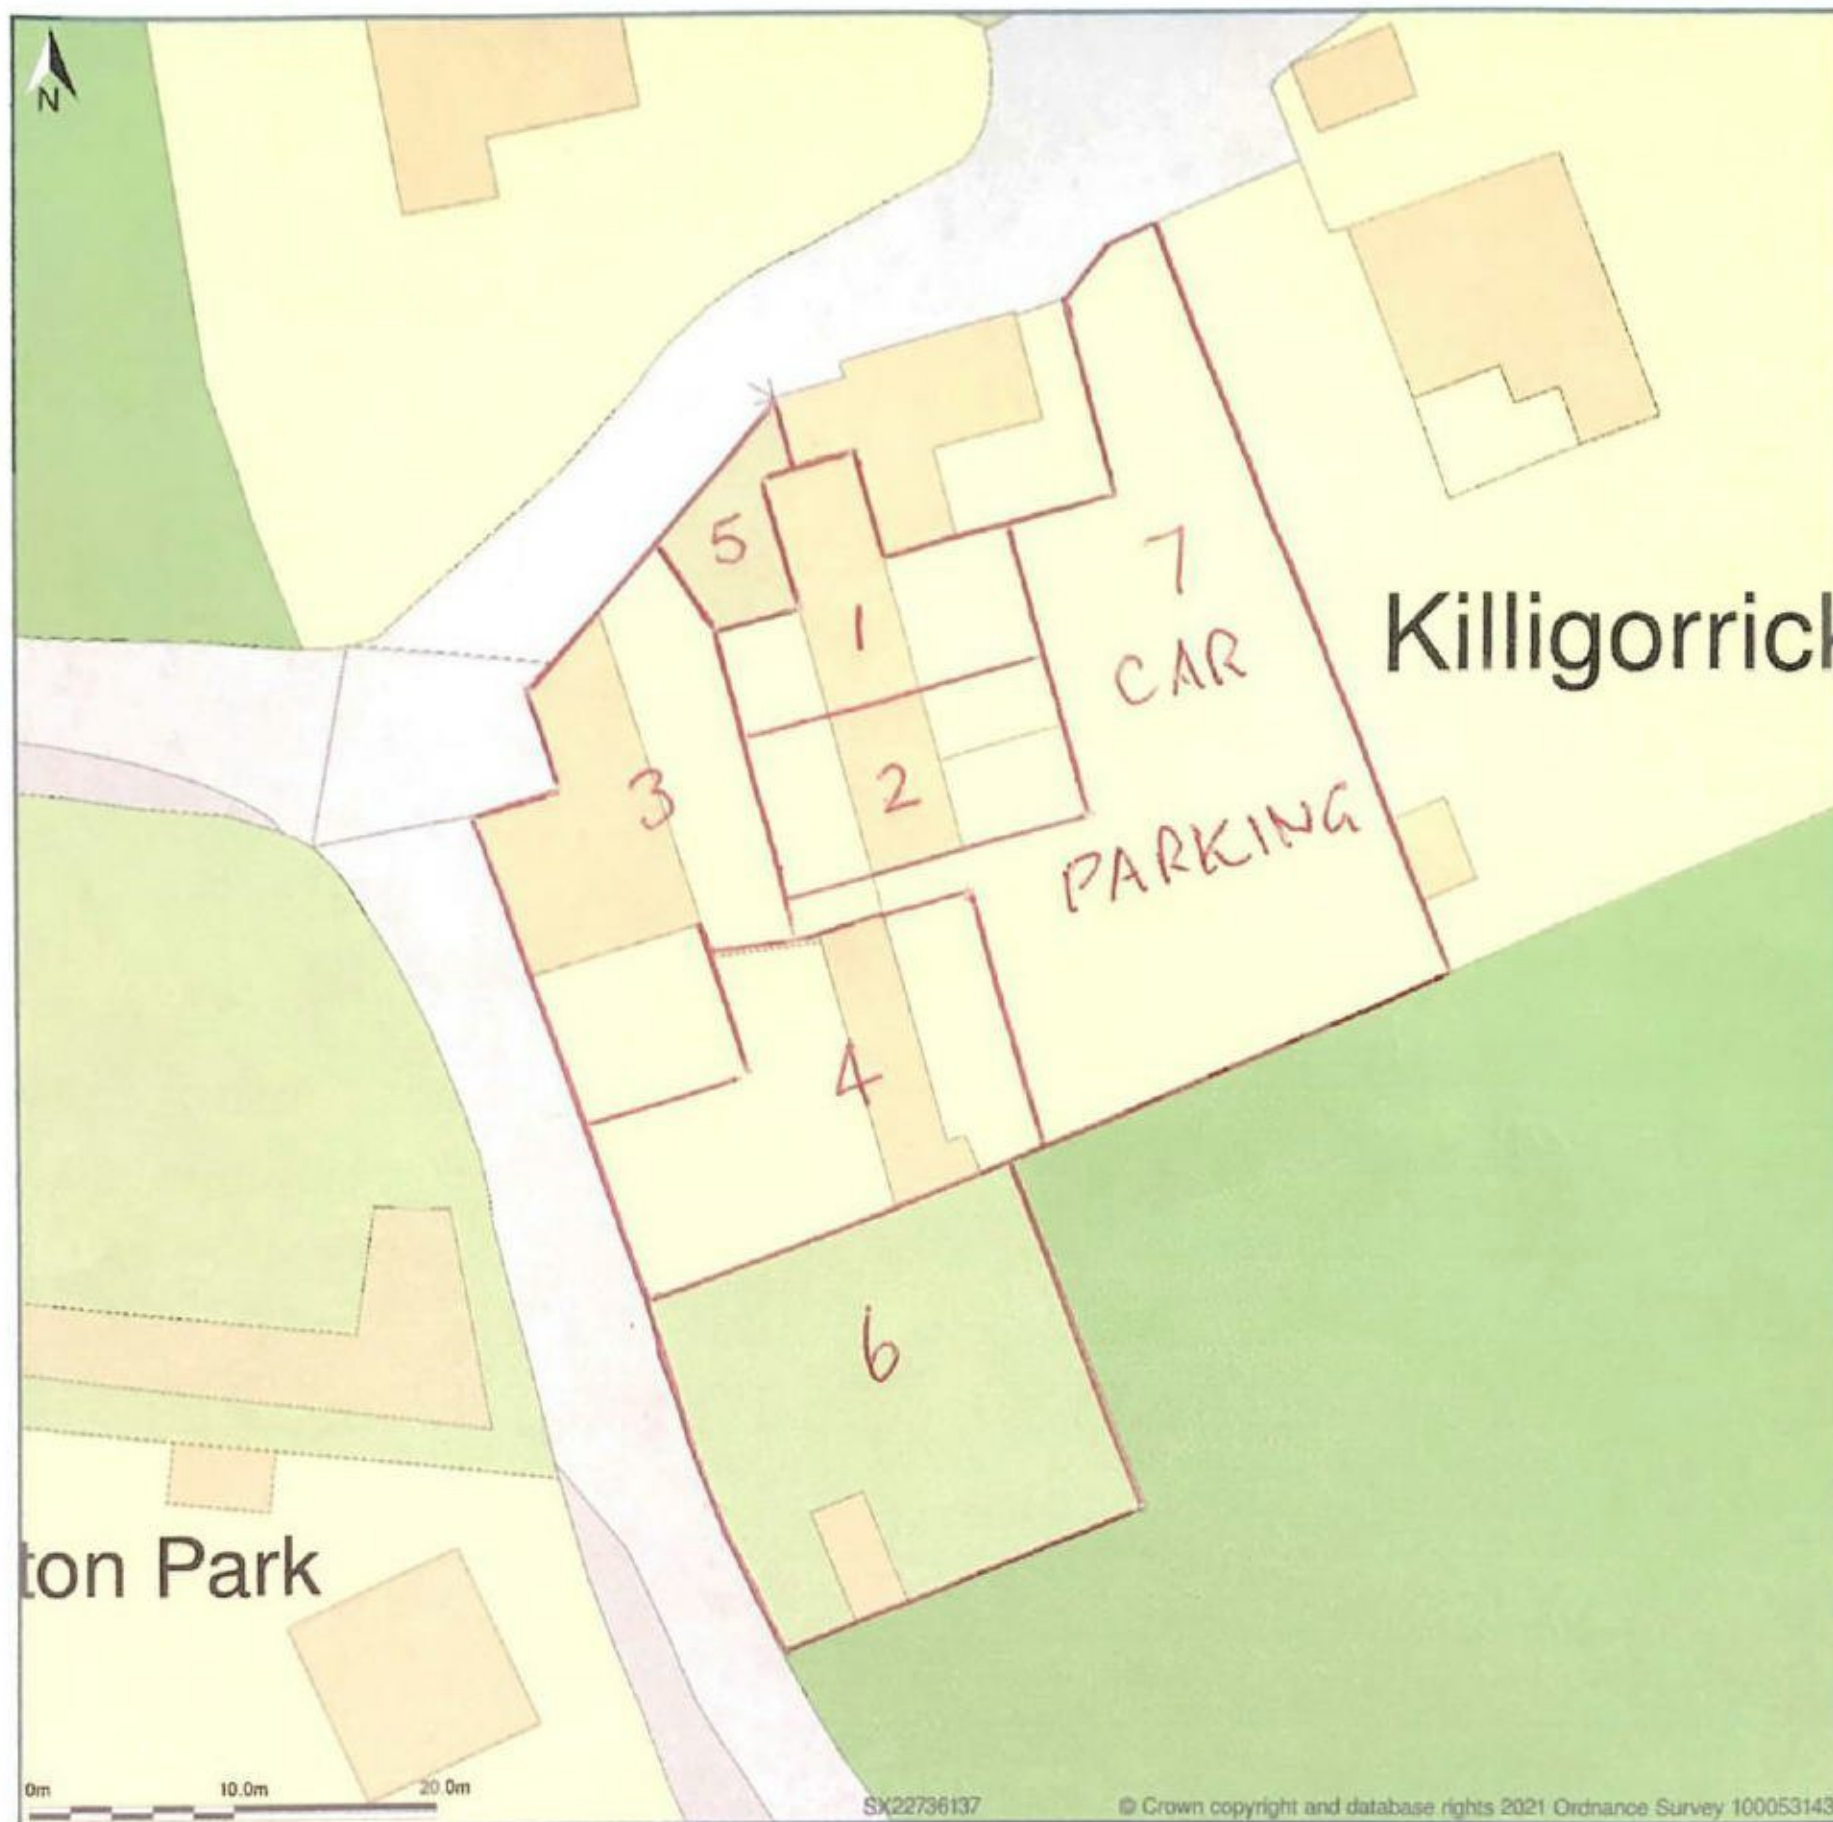 N
5
1
7
CAR
Killigorrick
3
2
PARKING
4
6
ton Park
0m 10.0m 20.0m
SX22736137
© Crown copyright and database rights 2021 Ordnance Survey 100053143